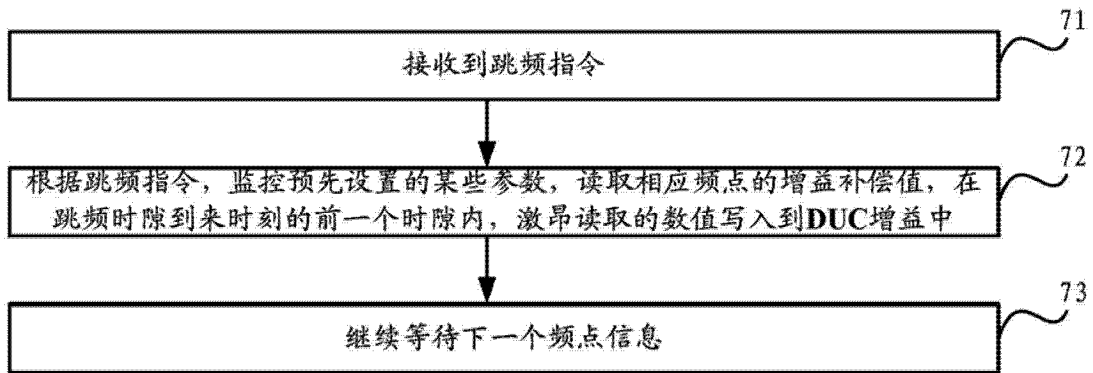 71
接收到跳频指令
72
根据跳频指令，监控预先设置的某些参数，读取相应频点的增益补偿值，在
跳频时隙到来时刻的前一个时隙内，激昂读取的数值写入到DUC增益中
73
继续等待下一个频点信息